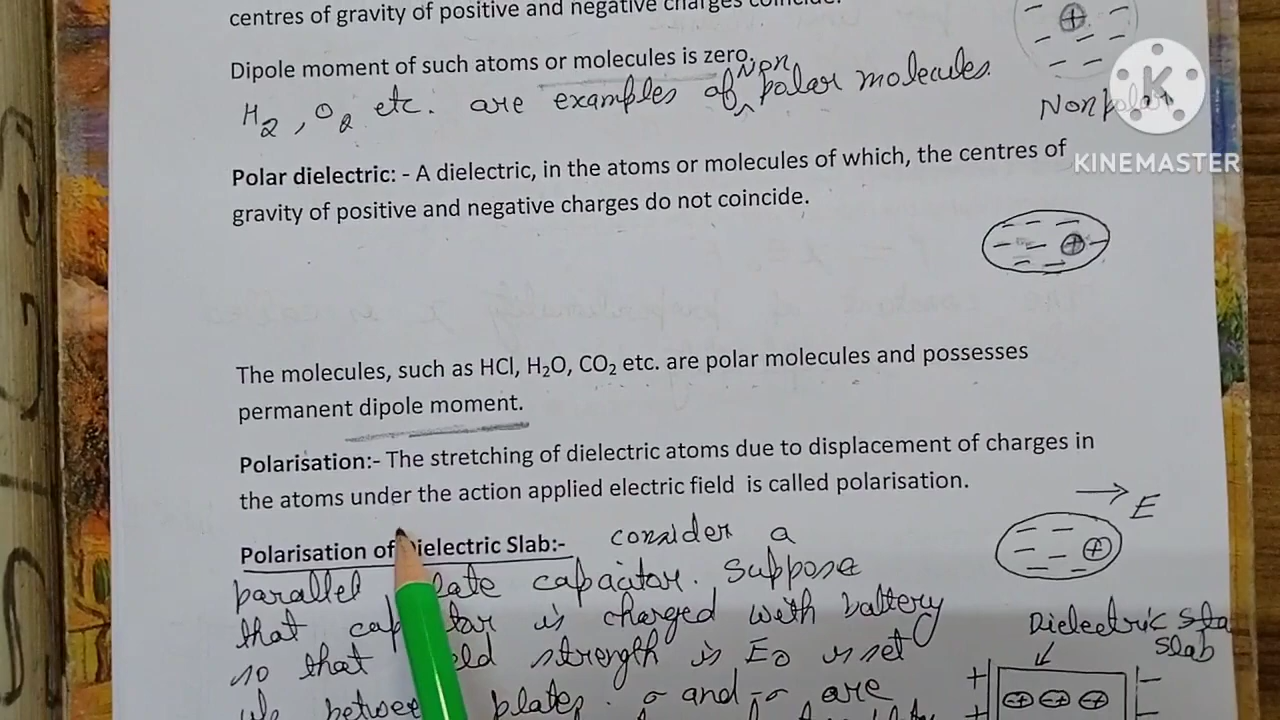 centres of gravity of positive and negative charges coincide.
Dipole moment of such atoms or molecules is zero.
H2, O2 etc. are examples of Non polar molecules.
Non polar
K
KINEMASTER
Polar dielectric: - A dielectric, in the atoms or molecules of which, the centres of
gravity of positive and negative charges do not coincide.
The molecules, such as HCl, H₂O, CO₂ etc. are polar molecules and possesses
permanent dipole moment.
Polarisation:- The stretching of dielectric atoms due to displacement of charges in
the atoms under the action applied electric field is called polarisation.
E
Polarisation of Dielectric Slab:- consider a
parallel plate capacitor. Suppose
that is charged with battery
so that field strength is E0 is set
Dielectric Sla
Slab
between plates. σ and -σ are